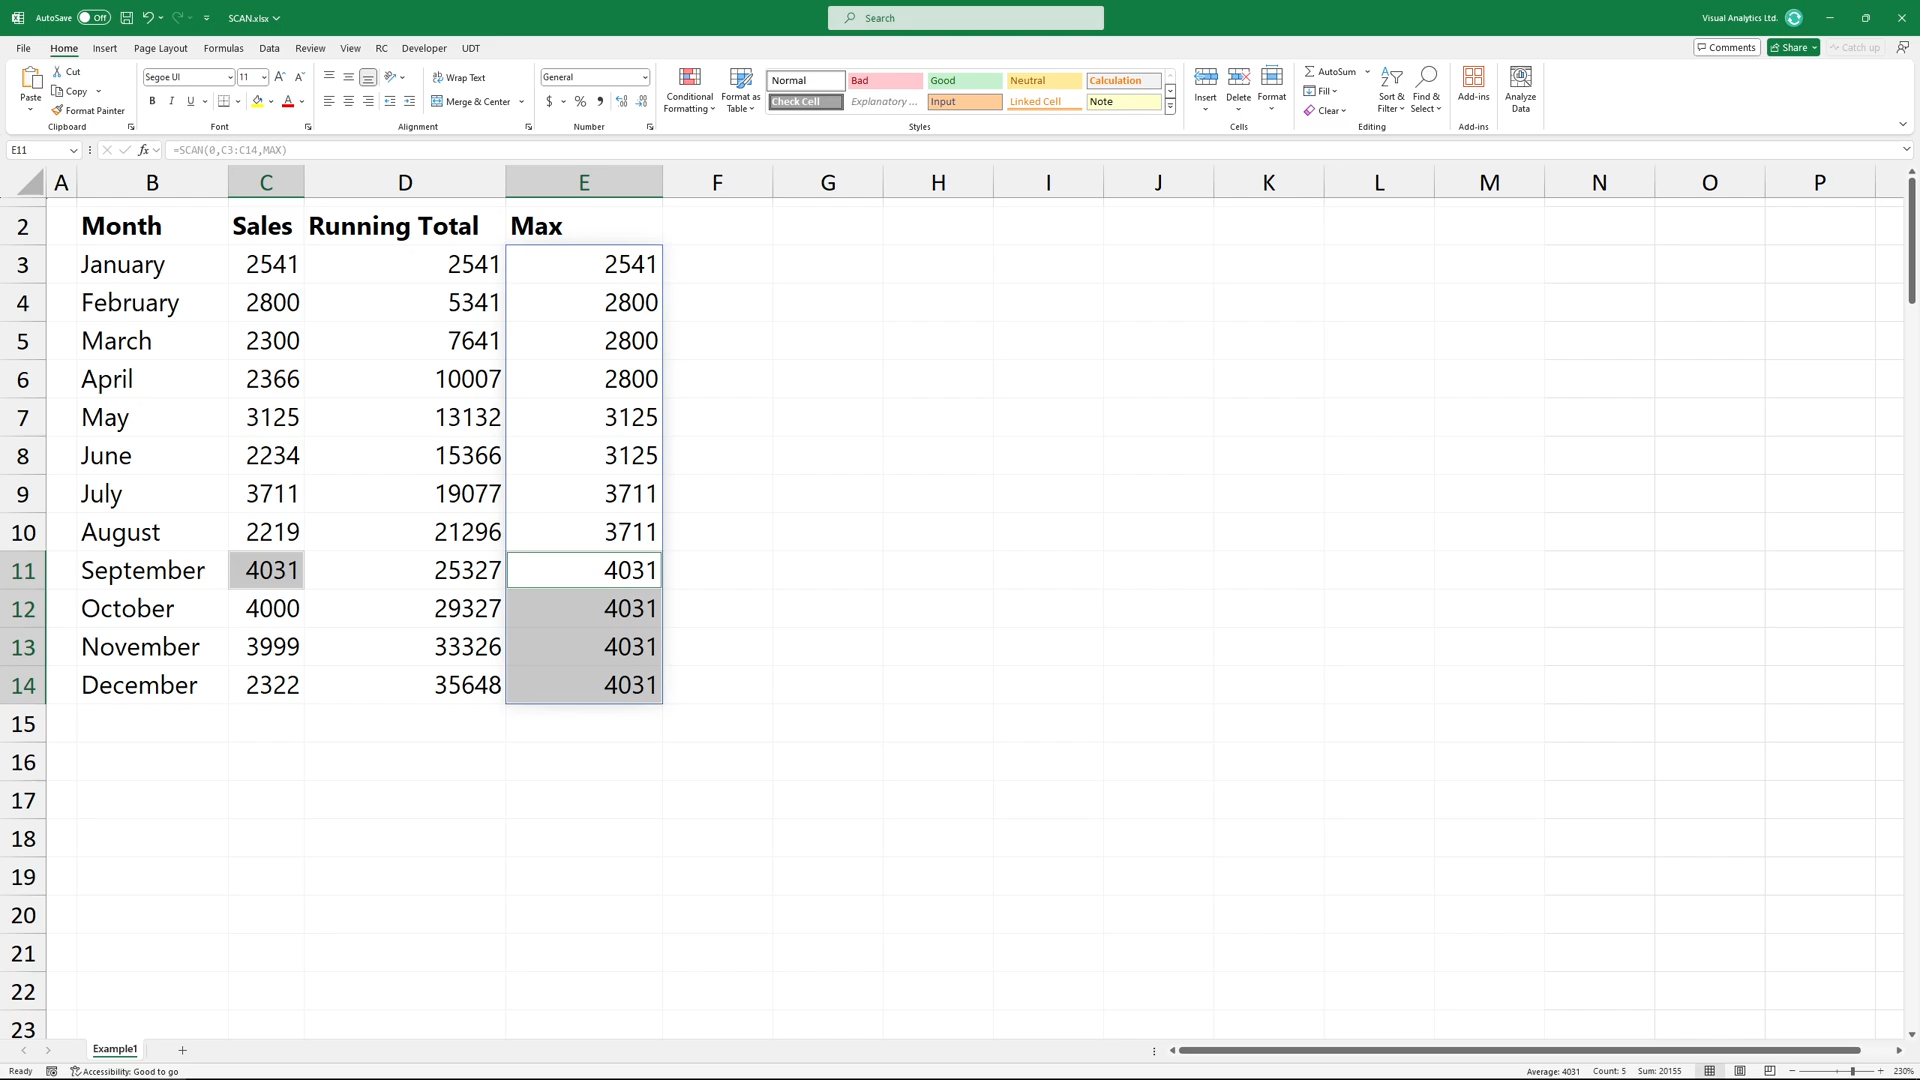 AutoSave Off SCAN.xlsx Search Visual Analytics Ltd.
File Home Insert Page Layout Formulas Data Review View RC Developer UDT Comments Share Catch up
Paste Cut Copy Format Painter Clipboard
Segoe UI 11 B I U A A Font
Wrap Text Merge & Center Alignment
General $ % , Number
Conditional Formatting Format as Table
Normal Bad Good Neutral Calculation
Check Cell Explanatory ... Input Linked Cell Note
Styles
Insert Delete Format Cells
AutoSum Fill Clear Sort & Filter Find & Select Editing
Add-ins Add-ins
Analyze Data
E11 fx =SCAN(0,C3:C14,MAX)
A B C D E F G H I J K L M N O P
2 Month Sales Running Total Max
3 January 2541 2541 2541
4 February 2800 5341 2800
5 March 2300 7641 2800
6 April 2366 10007 2800
7 May 3125 13132 3125
8 June 2234 15366 3125
9 July 3711 19077 3711
10 August 2219 21296 3711
11 September 4031 25327 4031
12 October 4000 29327 4031
13 November 3999 33326 4031
14 December 2322 35648 4031
15
16
17
18
19
20
21
22
23
Example1
Ready Accessibility: Good to go Average: 4031 Count: 5 Sum: 20155 230%